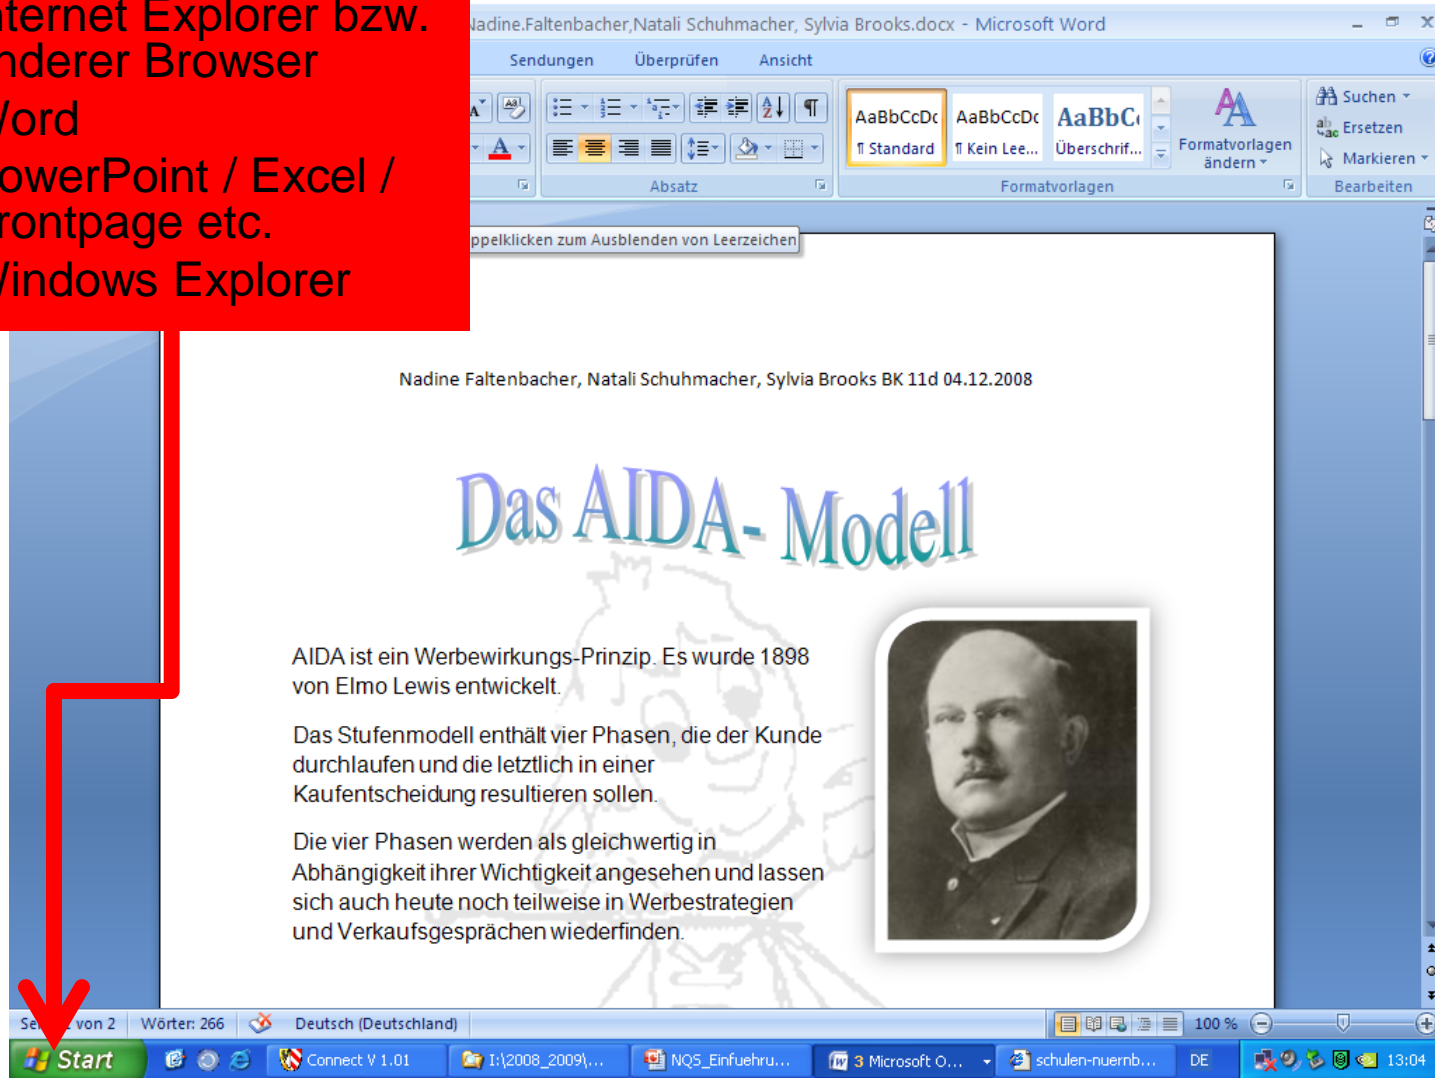 nternet Explorer bzw.
nderer Browser
Word
owerPoint / Excel /
rontpage etc.
Windows Explorer
Nadine.Faltenbacher,Natali Schuhmacher, Sylvia Brooks.docx - Microsoft Word
Sendungen Überprüfen Ansicht
AaBbCcDc AaBbCcDc AaBbC
¶ Standard ¶ Kein Lee... Überschrif...
Formatvorlagen
ändern
Suchen
Ersetzen
Markieren
Absatz Formatvorlagen Bearbeiten
ppelklicken zum Ausblenden von Leerzeichen
Nadine Faltenbacher, Natali Schuhmacher, Sylvia Brooks BK 11d 04.12.2008
Das AIDA- Modell
AIDA ist ein Werbewirkungs-Prinzip. Es wurde 1898
von Elmo Lewis entwickelt.
Das Stufenmodell enthält vier Phasen, die der Kunde
durchlaufen und die letztlich in einer
Kaufentscheidung resultieren sollen.
Die vier Phasen werden als gleichwertig in
Abhängigkeit ihrer Wichtigkeit angesehen und lassen
sich auch heute noch teilweise in Werbestrategien
und Verkaufsgesprächen wiederfinden.
von 2 Wörter: 266 Deutsch (Deutschland) 100 %
Start Connect V 1.01 I:\2008_2009\... NQS_Einfuehru... 3 Microsoft O... schulen-nuernb... DE 13:04